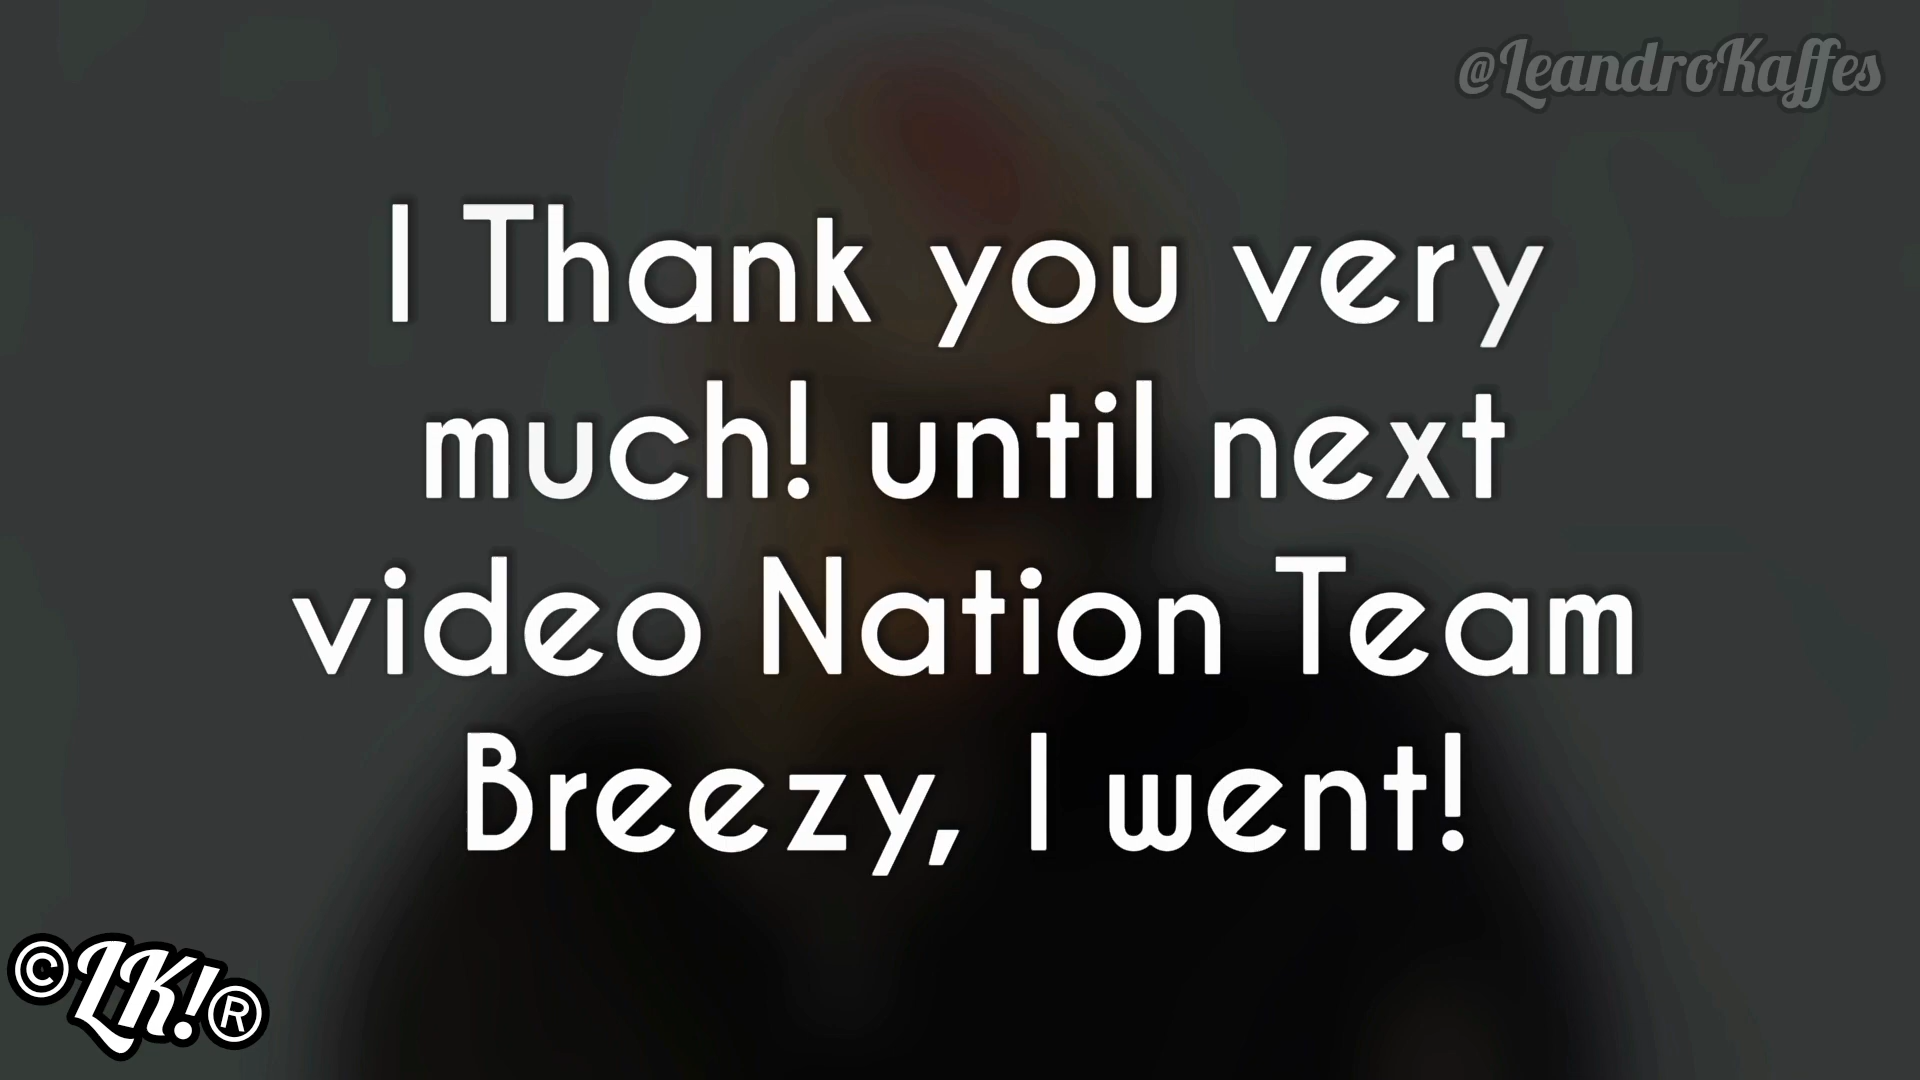 @LeandroKaffes
I Thank you very
much! until next
video Nation Team
Breezy, I went!
©LK!®